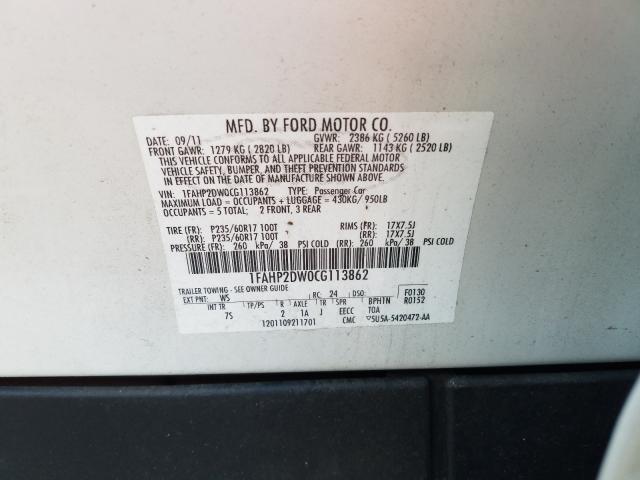 MFD. BY FORD MOTOR CO.
DATE: 09/11 GVWR: 2386 KG ( 5260 LB)
FRONT GAWR: 1279 KG ( 2820 LB) REAR GAWR: 1143 KG ( 2520 LB)
THIS VEHICLE CONFORMS TO ALL APPLICABLE FEDERAL MOTOR
VEHICLE SAFETY, BUMPER, AND THEFT PREVENTION STANDARDS
IN EFFECT ON THE DATE OF MANUFACTURE SHOWN ABOVE.
VIN: 1FAHP2DW0CG113862 TYPE: Passenger Car
MAXIMUM LOAD = OCCUPANTS + LUGGAGE = 430KG / 950LB
OCCUPANTS = 5 TOTAL; 2 FRONT, 3 REAR
TIRE (FR): P235/60R17 100T RIMS (FR): 17X7.5J
(RR): P235/60R17 100T (RR): 17X7.5J
PRESSURE (FR): 260 kPa/ 38 PSI COLD (RR): 260 kPa/ 38 PSI COLD
1FAHP2DW0CG113862
TRAILER TOWING - SEE OWNER GUIDE
EXT PNT: WS RC: 24 DSO: F0130
R0152
INT TR TP/PS R AXLE TR SPR BPHTN
7S 2 1A J EECC TOA
1201109211701 CMC ▽5U5A-5420472-AA